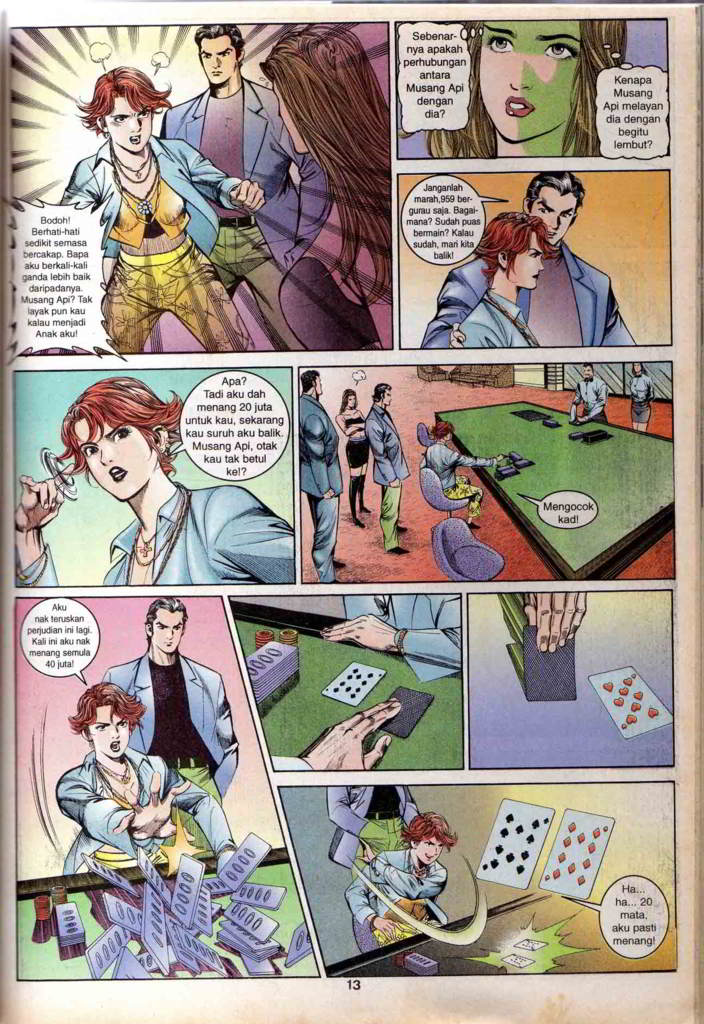 Bodoh!
Berhati-hati
sedikit semasa
bercakap. Bapa
aku berkali-kali
ganda lebih baik
daripadanya.
Musang Api? Tak
layak pun kau
kalau menjadi
Anak aku!
Sebenar-
nya apakah
perhubungan
antara
Musang Api
dengan
dia?
Kenapa
Musang Api
melayan
dia dengan
begitu
lembut?
Janganlah
marah,959 ber-
gurau saja. Bagai-
mana? Sudah puas
bermain? Kalau
sudah, mari kita
balik!
Apa?
Tadi aku dah
menang 20 juta
untuk kau, sekarang
kau suruh aku balik.
Musang Api, otak
kau tak betul
ke!?
Mengocok
kad!
Aku
nak teruskan
perjudian ini lagi.
Kali ini aku nak
menang semula
40 juta!
Ha...
ha... 20
mata,
aku pasti
menang!
13